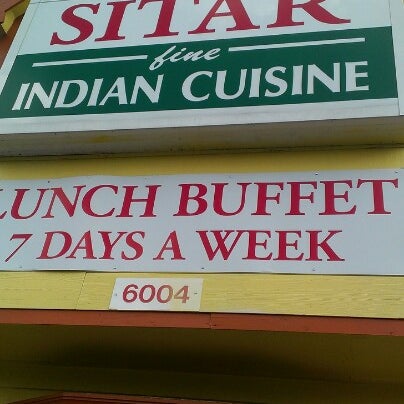 SITAR
fine
INDIAN CUISINE
LUNCH BUFFET
7 DAYS A WEEK
6004